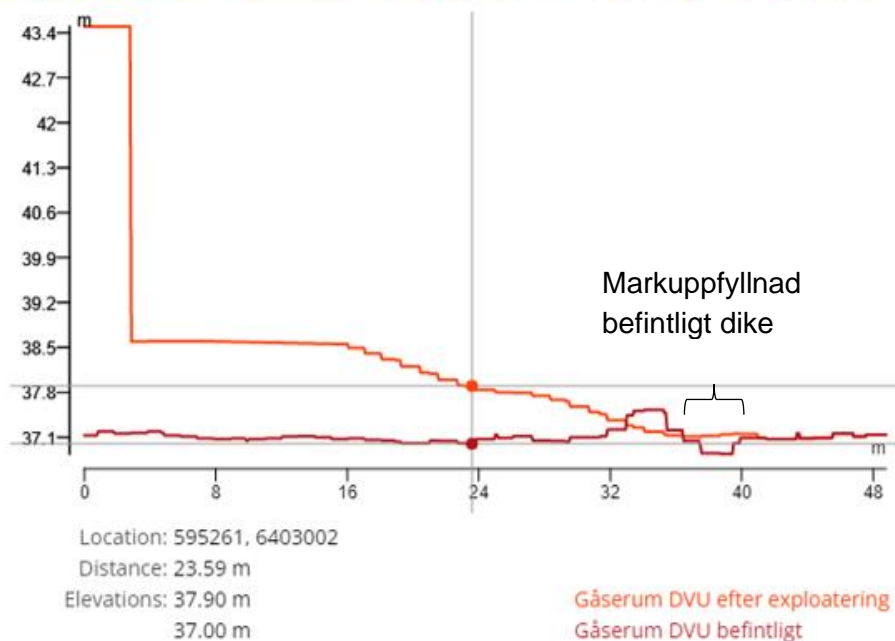 m
43.4
42.7
42
41.3
40.6
39.9
39.2
38.5
37.8
37.1
Markuppfyllnad
befintligt dike
m
0 8 16 24 32 40 48
Location: 595261, 6403002
Distance: 23.59 m
Elevations: 37.90 m
37.00 m
Gåserum DVU efter exploatering
Gåserum DVU befintligt